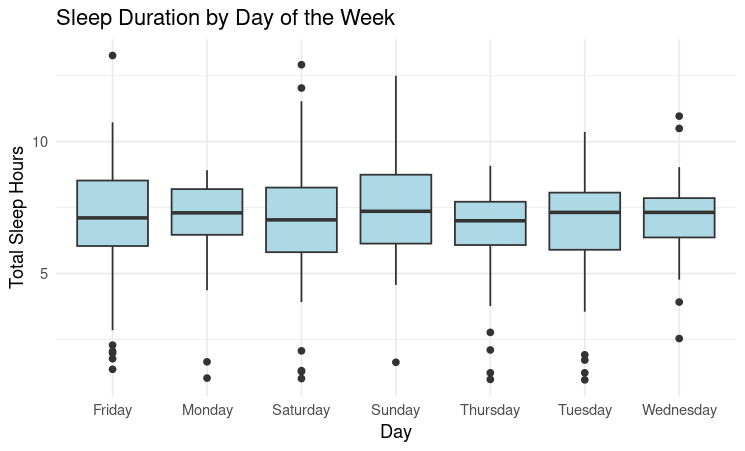 Sleep Duration by Day of the Week
Total Sleep Hours
10
5
Friday Monday Saturday Sunday Thursday Tuesday Wednesday
Day